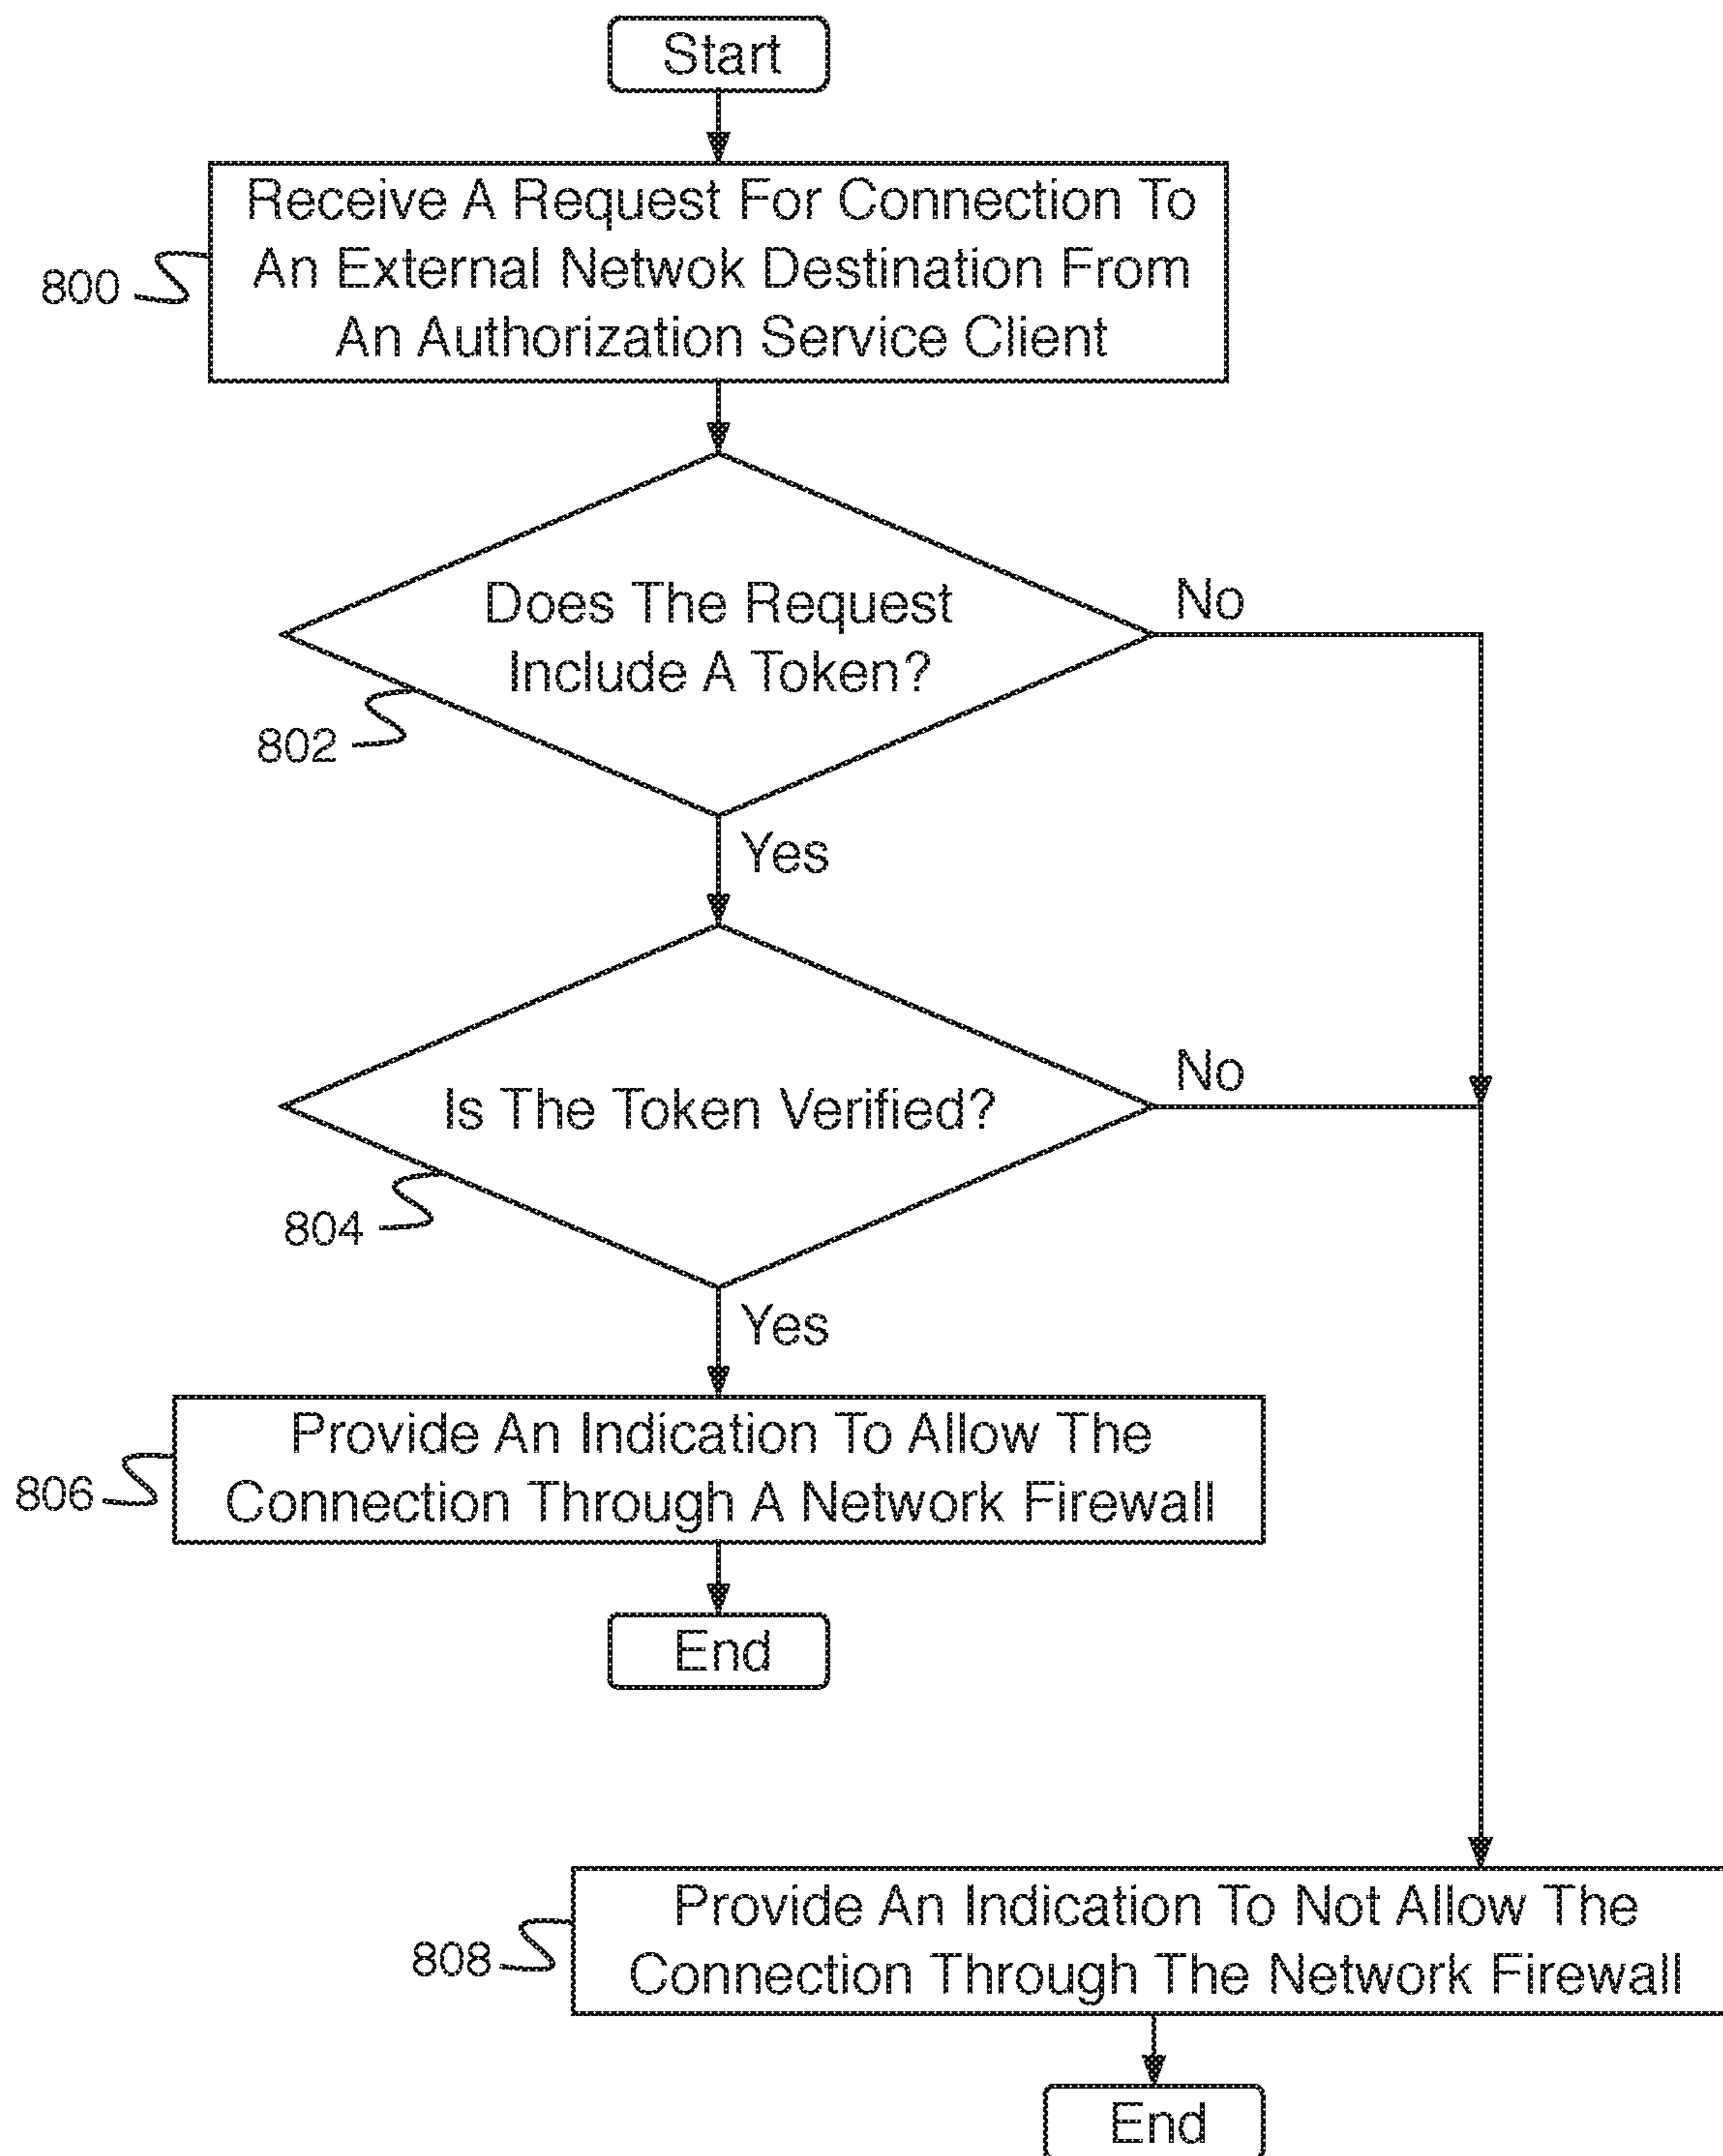 Start
Receive A Request For Connection To
An External Netwok Destination From
An Authorization Service Client
800
Does The Request
Include A Token?
No
802
Yes
Is The Token Verified?
No
804
Yes
Provide An Indication To Allow The
Connection Through A Network Firewall
806
End
Provide An Indication To Not Allow The
Connection Through The Network Firewall
808
End